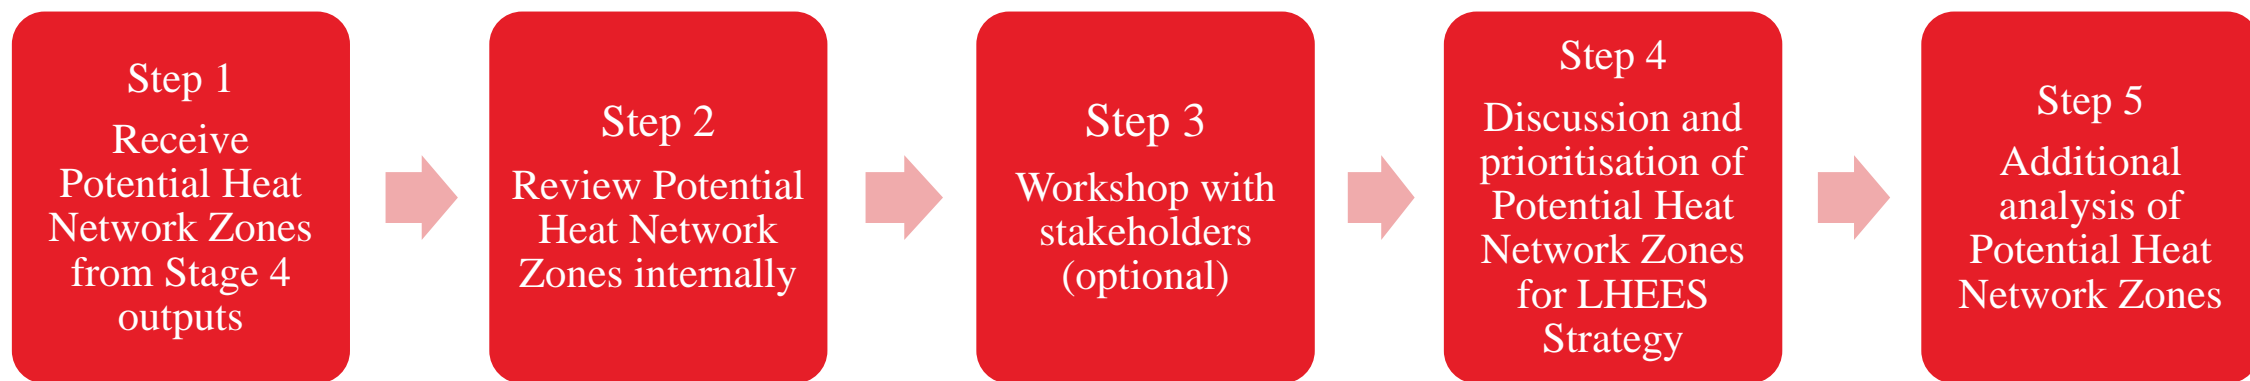 Step 1
Receive
Potential Heat
Network Zones
from Stage 4
outputs
Step 2
Review Potential
Heat Network
Zones internally
Step 3
Workshop with
stakeholders
(optional)
Step 4
Discussion and
prioritisation of
Potential Heat
Network Zones
for LHEES
Strategy
Step 5
Additional
analysis of
Potential Heat
Network Zones